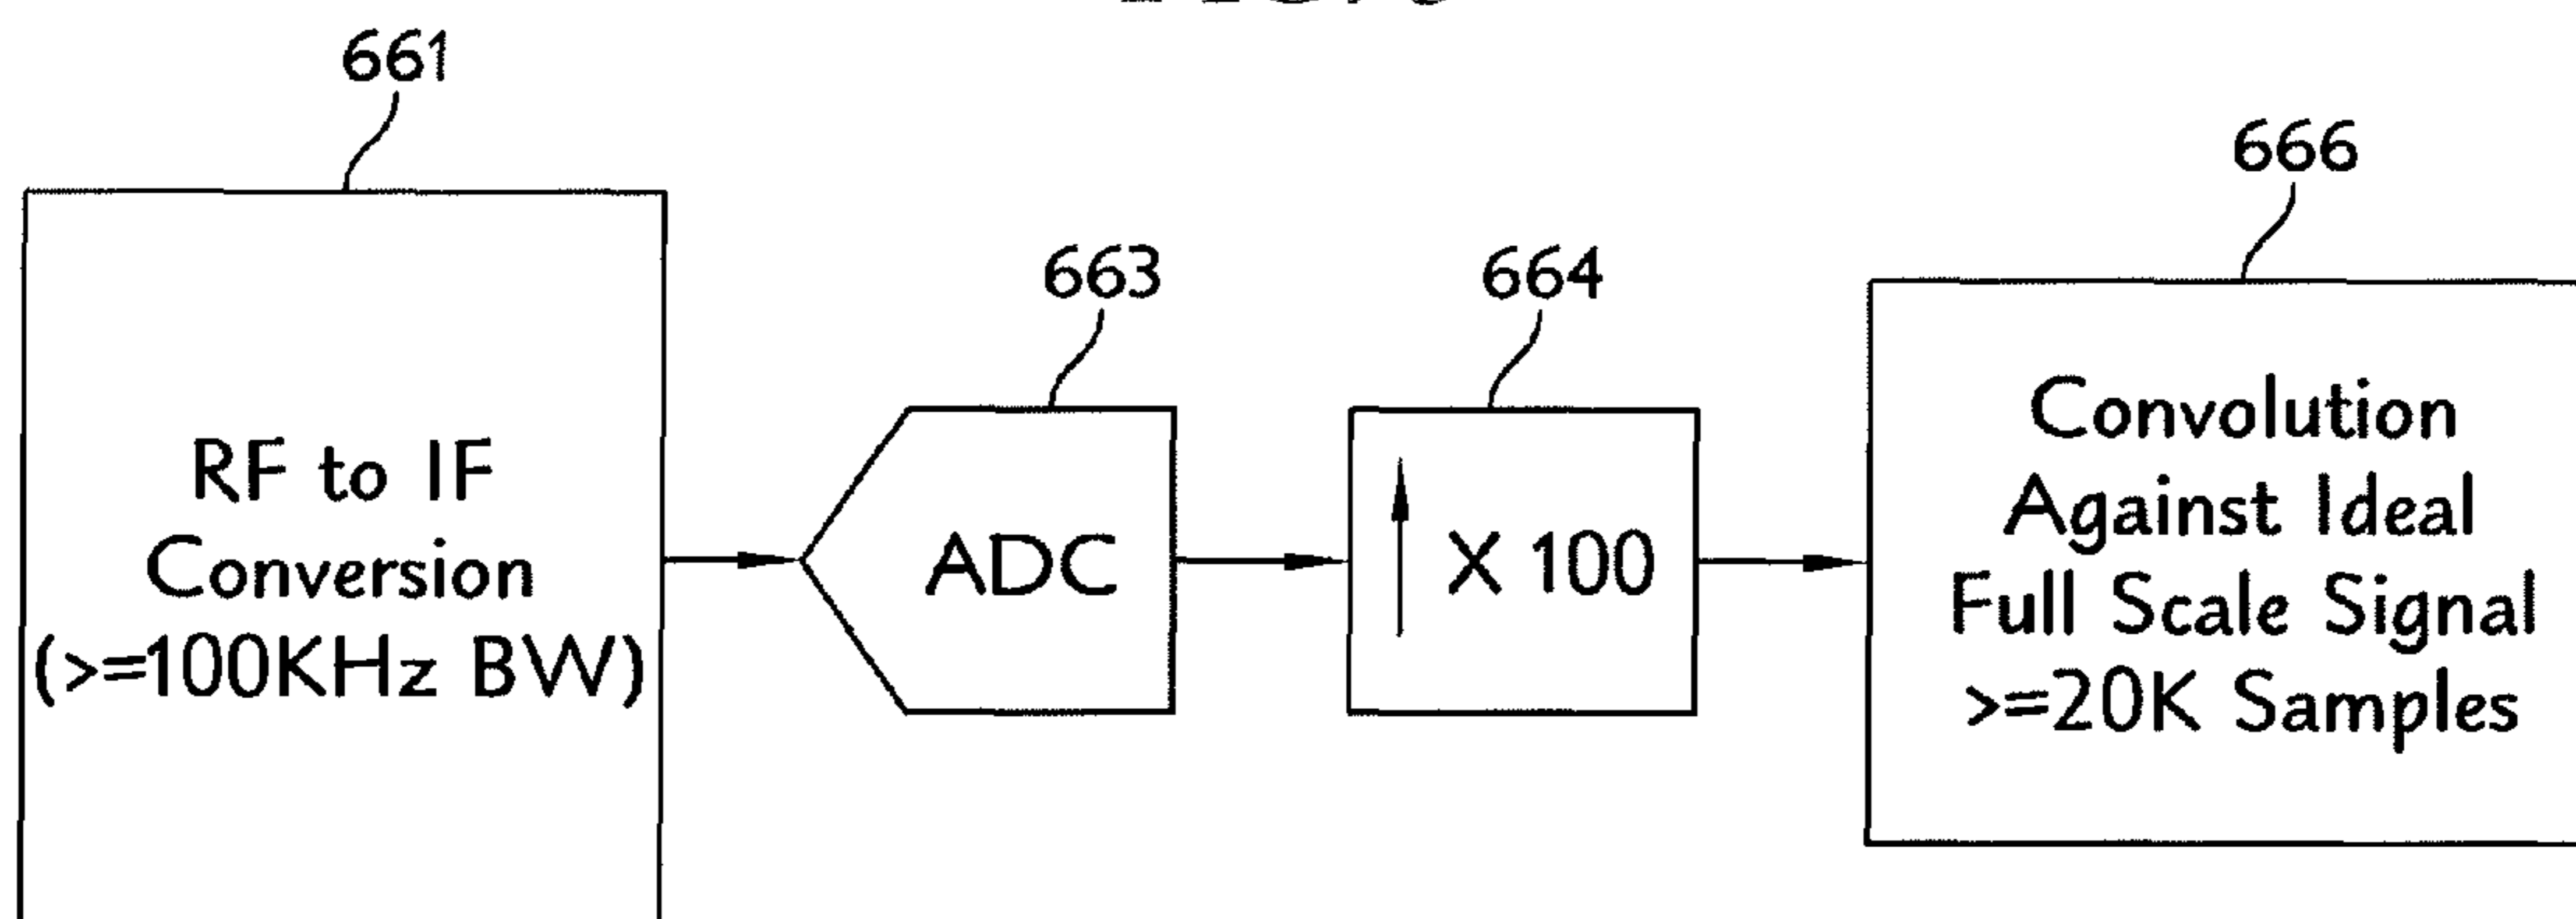 661
666
663
664
RF to IF
Conversion
(>=100KHz BW)
ADC
X 100
Convolution
Against Ideal
Full Scale Signal
>=20K Samples